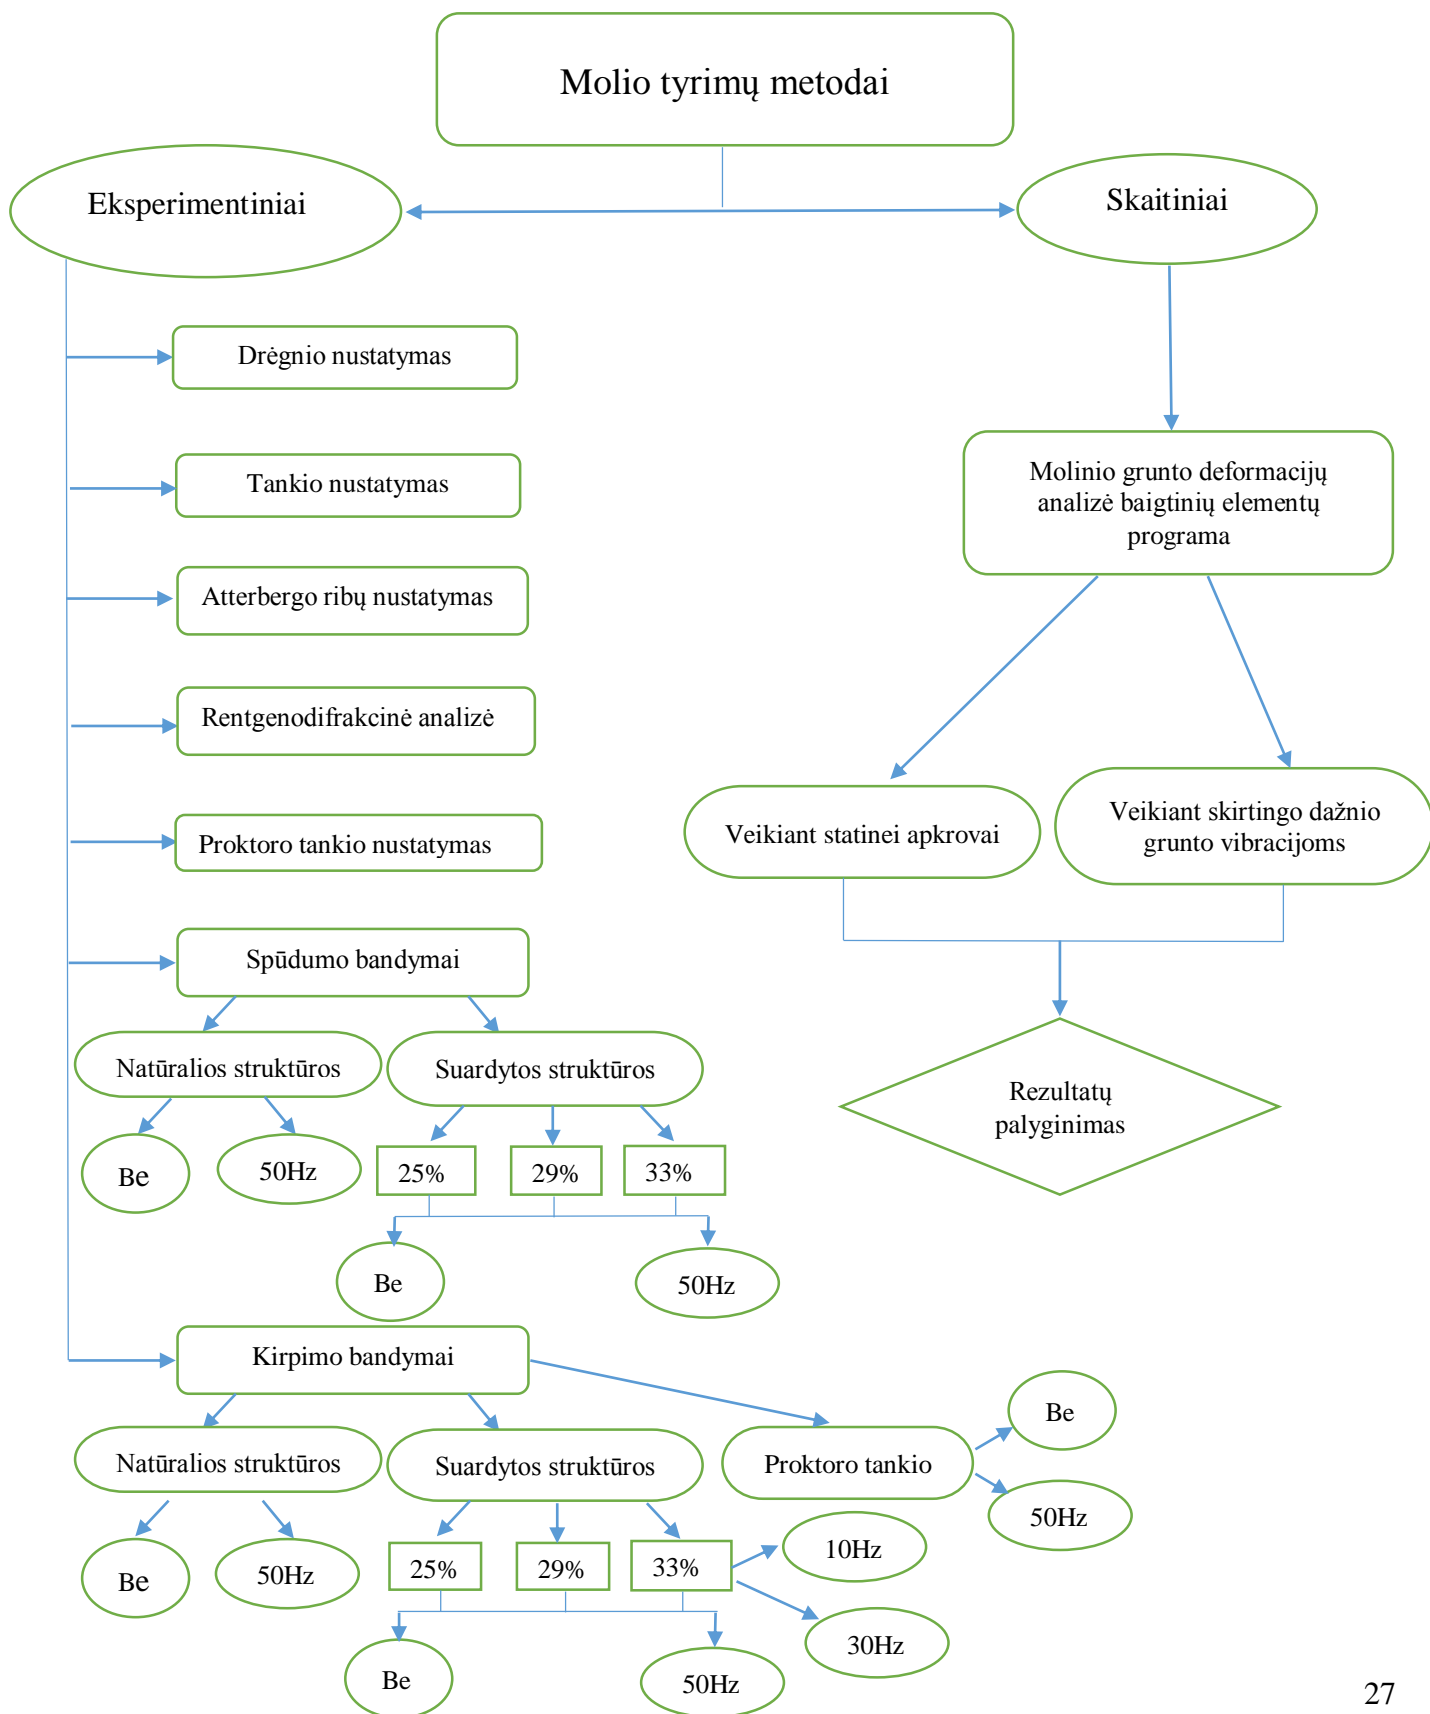 Molio tyrimų metodai
Eksperimentiniai
Skaitiniai
Drėgnio nustatymas
Tankio nustatymas
Atterbergo ribų nustatymas
Rentgenodifrakcinė analizė
Proktoro tankio nustatymas
Spūdumo bandymai
Natūralios struktūros
Suardytos struktūros
Be
50Hz
25%
29%
33%
Be
50Hz
Kirpimo bandymai
Natūralios struktūros
Suardytos struktūros
Proktoro tankio
Be
50Hz
Be
50Hz
25%
29%
33%
10Hz
30Hz
Be
50Hz
Molinio grunto deformacijų
analizė baigtinių elementų
programa
Veikiant statinei apkrovai
Veikiant skirtingo dažnio
grunto vibracijoms
Rezultatų
palyginimas
27